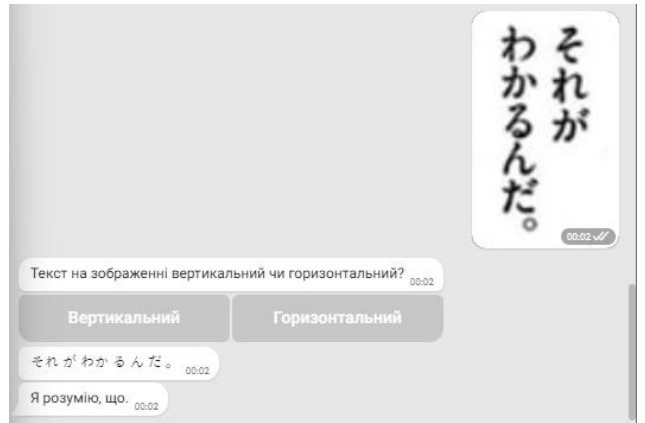 それが
わかるんだ。
00:02
Текст на зображенні вертикальний чи горизонтальний? 00:02
Вертикальний Горизонтальний
それがわかるんだ。 00:02
Я розумію, що. 00:02